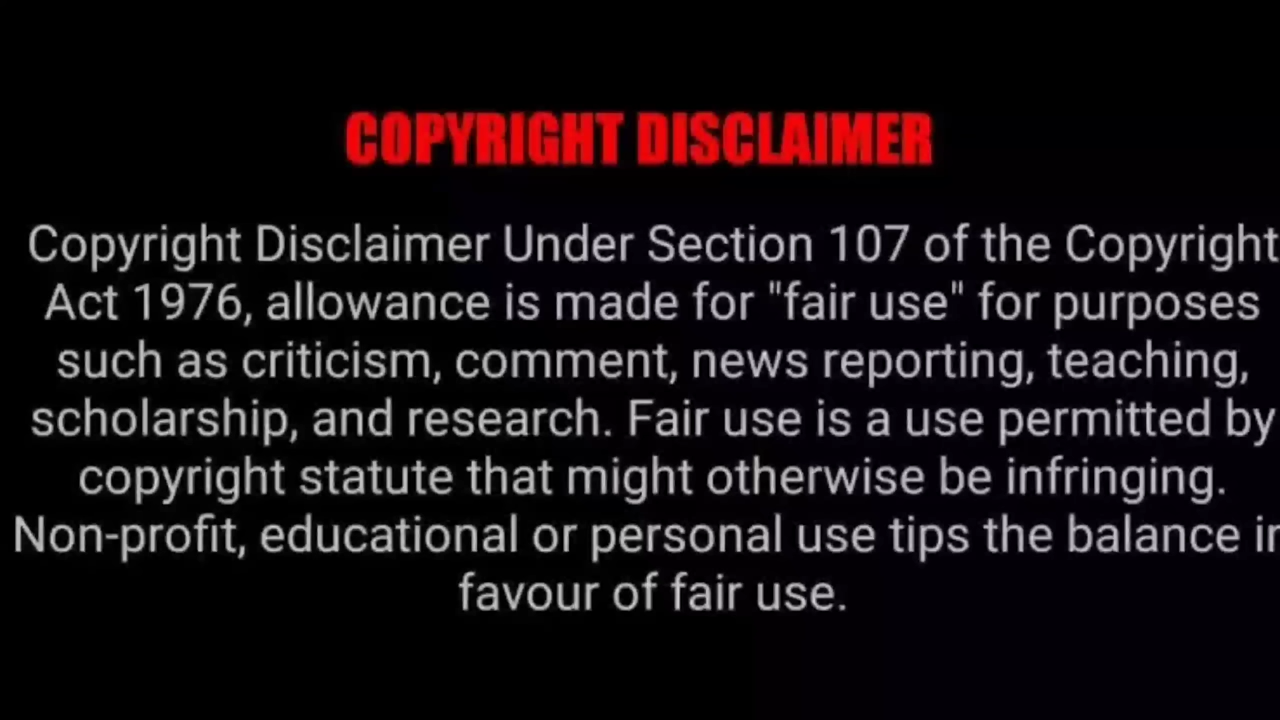 COPYRIGHT DISCLAIMER
Copyright Disclaimer Under Section 107 of the Copyright
Act 1976, allowance is made for "fair use" for purposes
such as criticism, comment, news reporting, teaching,
scholarship, and research. Fair use is a use permitted by
copyright statute that might otherwise be infringing.
Non-profit, educational or personal use tips the balance in
favour of fair use.